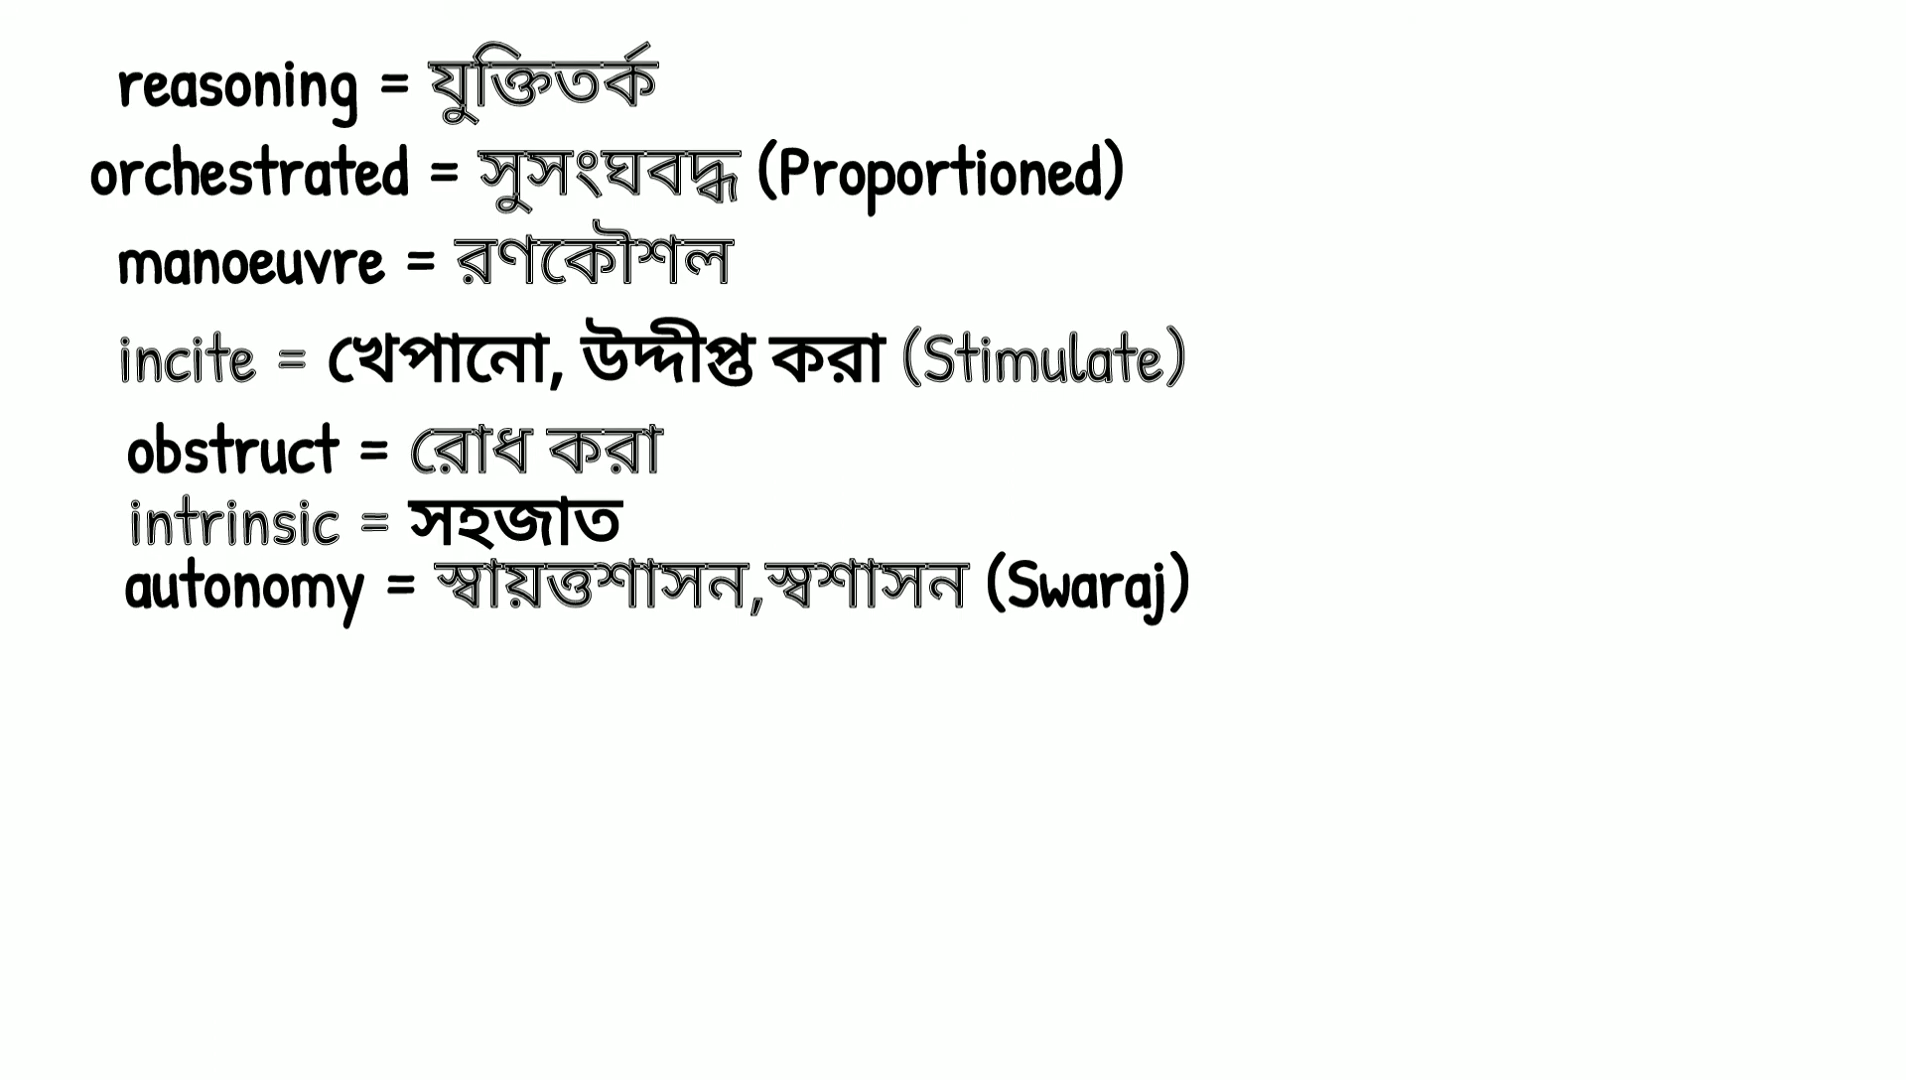 reasoning = যুক্তিতর্ক
orchestrated = সুসংঘবদ্ধ (Proportioned)
manoeuvre = রণকৌশল
incite = খেপানো, উদ্দীপ্ত করা (Stimulate)
obstruct = রোধ করা
intrinsic = সহজাত
autonomy = স্বায়ত্তশাসন,স্বশাসন (Swaraj)